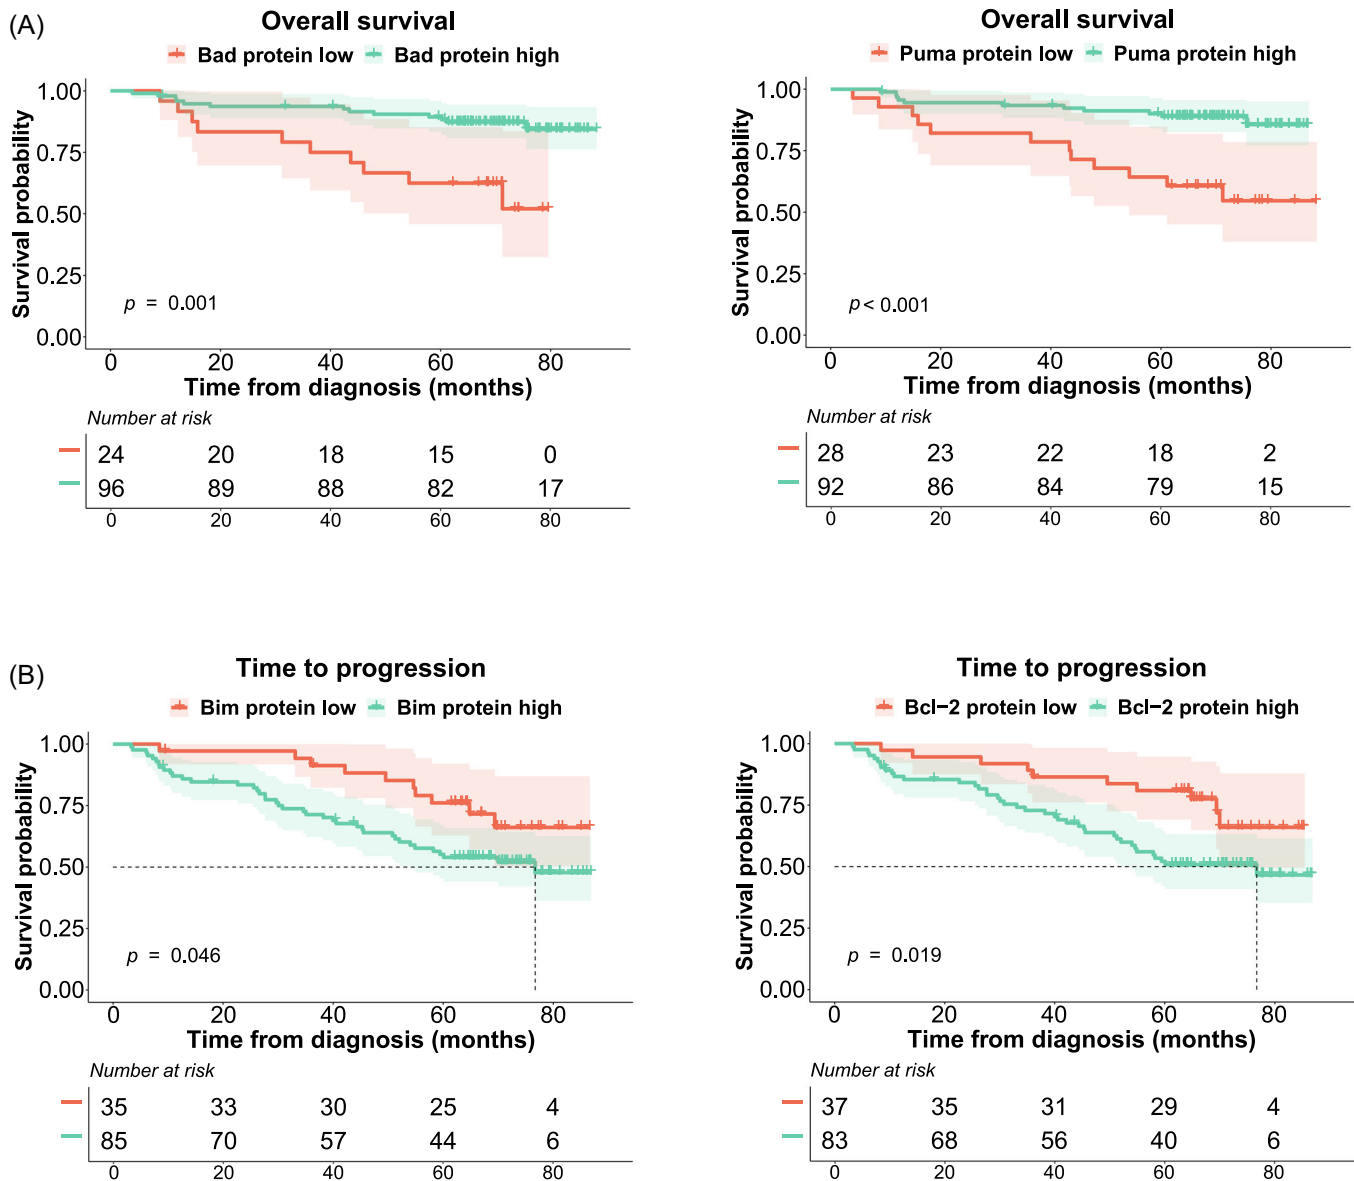 (A)
Overall survival
Bad protein low Bad protein high
Survival probability
1.00
0.75
0.50
0.25
0.00
p = 0.001
0 20 40 60 80
Time from diagnosis (months)
Number at risk
24 20 18 15 0
96 89 88 82 17
0 20 40 60 80
Overall survival
Puma protein low Puma protein high
Survival probability
1.00
0.75
0.50
0.25
0.00
p < 0.001
0 20 40 60 80
Time from diagnosis (months)
Number at risk
28 23 22 18 2
92 86 84 79 15
0 20 40 60 80
(B)
Time to progression
Bim protein low Bim protein high
Survival probability
1.00
0.75
0.50
0.25
0.00
p = 0.046
0 20 40 60 80
Time from diagnosis (months)
Number at risk
35 33 30 25 4
85 70 57 44 6
0 20 40 60 80
Time to progression
Bcl-2 protein low Bcl-2 protein high
Survival probability
1.00
0.75
0.50
0.25
0.00
p = 0.019
0 20 40 60 80
Time from diagnosis (months)
Number at risk
37 35 31 29 4
83 68 56 40 6
0 20 40 60 80